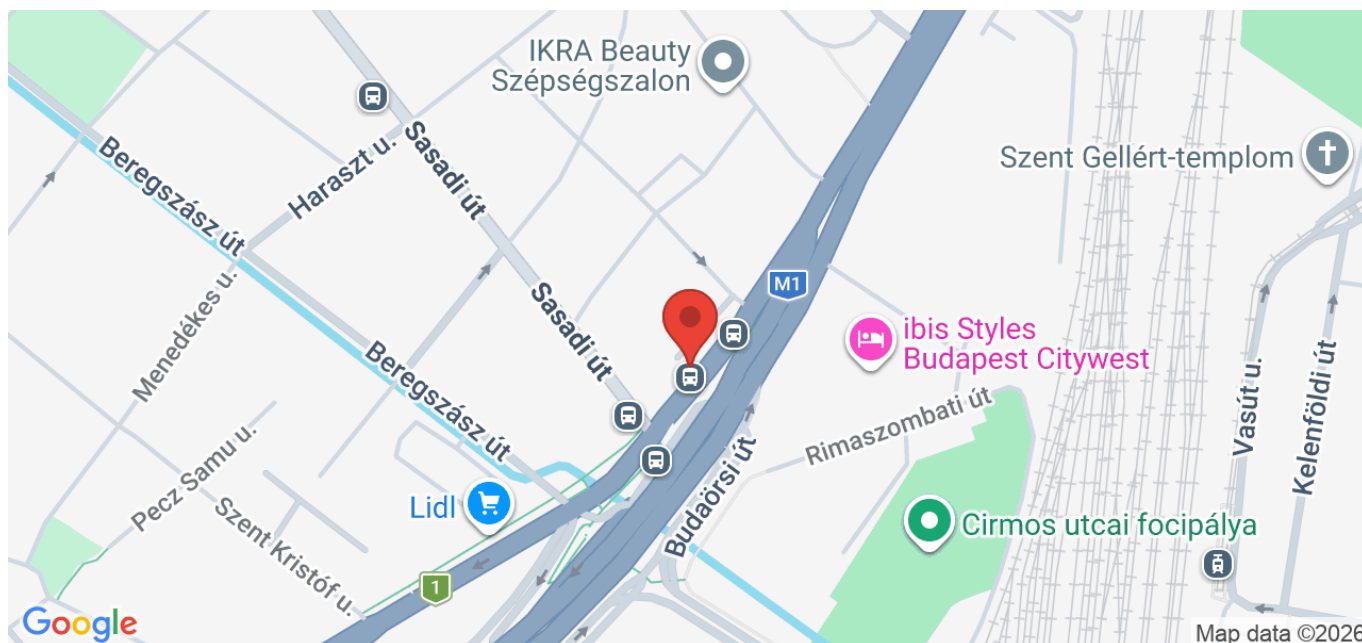 IKRA Beauty
Szépségszalon
Sasadi út
Haraszt u.
Szent Gellért-templom
Beregszász út
M1
Sasadi út
Menedékes u.
ibis Styles
Budapest Citywest
Beregszász út
Vasút u.
Kelenföldi út
Rimaszombati út
Pecz Samu u.
Lidl
Budaörsi út
Cirmos utcai focipálya
Szent Kristóf u.
1
Google
Map data ©2026